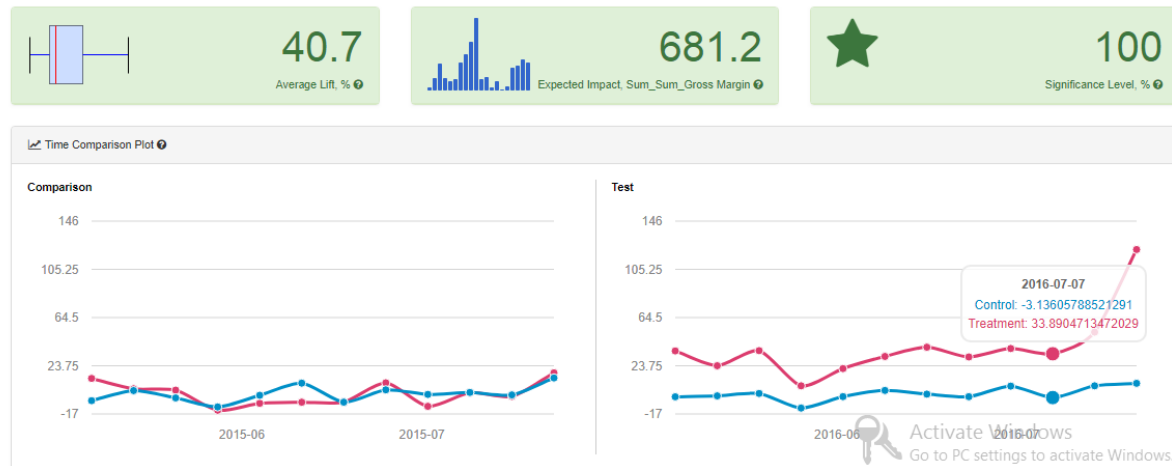 40.7
Average Lift, %
681.2
Expected Impact, Sum_Sum_Gross Margin
100
Significance Level, %
Time Comparison Plot
Comparison
146
105.25
64.5
23.75
-17
2015-06
2015-07
Test
146
105.25
64.5
23.75
-17
2016-07-07
Control: -3.13605788521291
Treatment: 33.8904713472029
2016-06
2016-07
Activate Windows
Go to PC settings to activate Windows